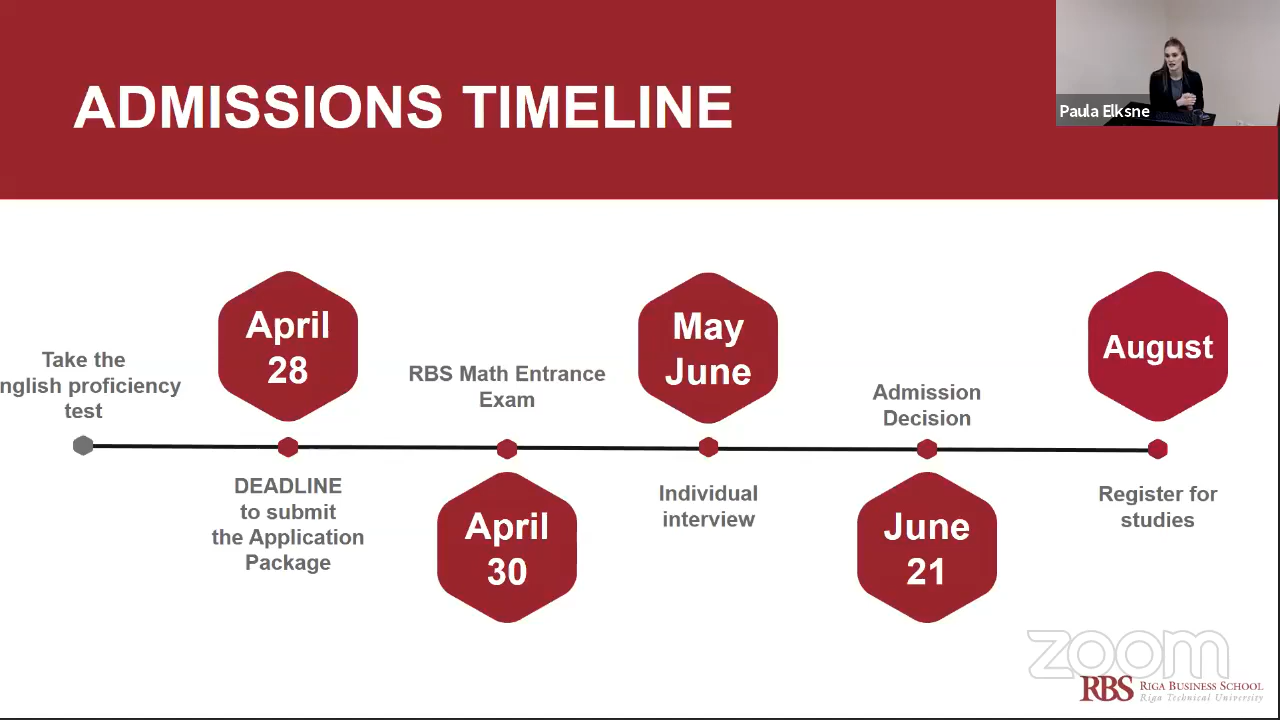 ADMISSIONS TIMELINE
Paula Elksne
Take the
nglish proficiency
test
April
28
DEADLINE
to submit
the Application
Package
RBS Math Entrance
Exam
April
30
May
June
Individual
interview
Admission
Decision
June
21
August
Register for
studies
zoom
RBS RIGA BUSINESS SCHOOL
Riga Technical University